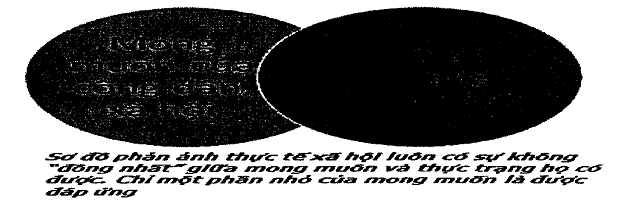 Mong
muốn của
công dân
xã hội
Sơ đồ phản ảnh thực tế xã hội luôn có sự không
"đồng nhất" giữa mong muốn và thực trạng họ có
được. Chỉ một phần nhỏ của mong muốn là được
đáp ứng